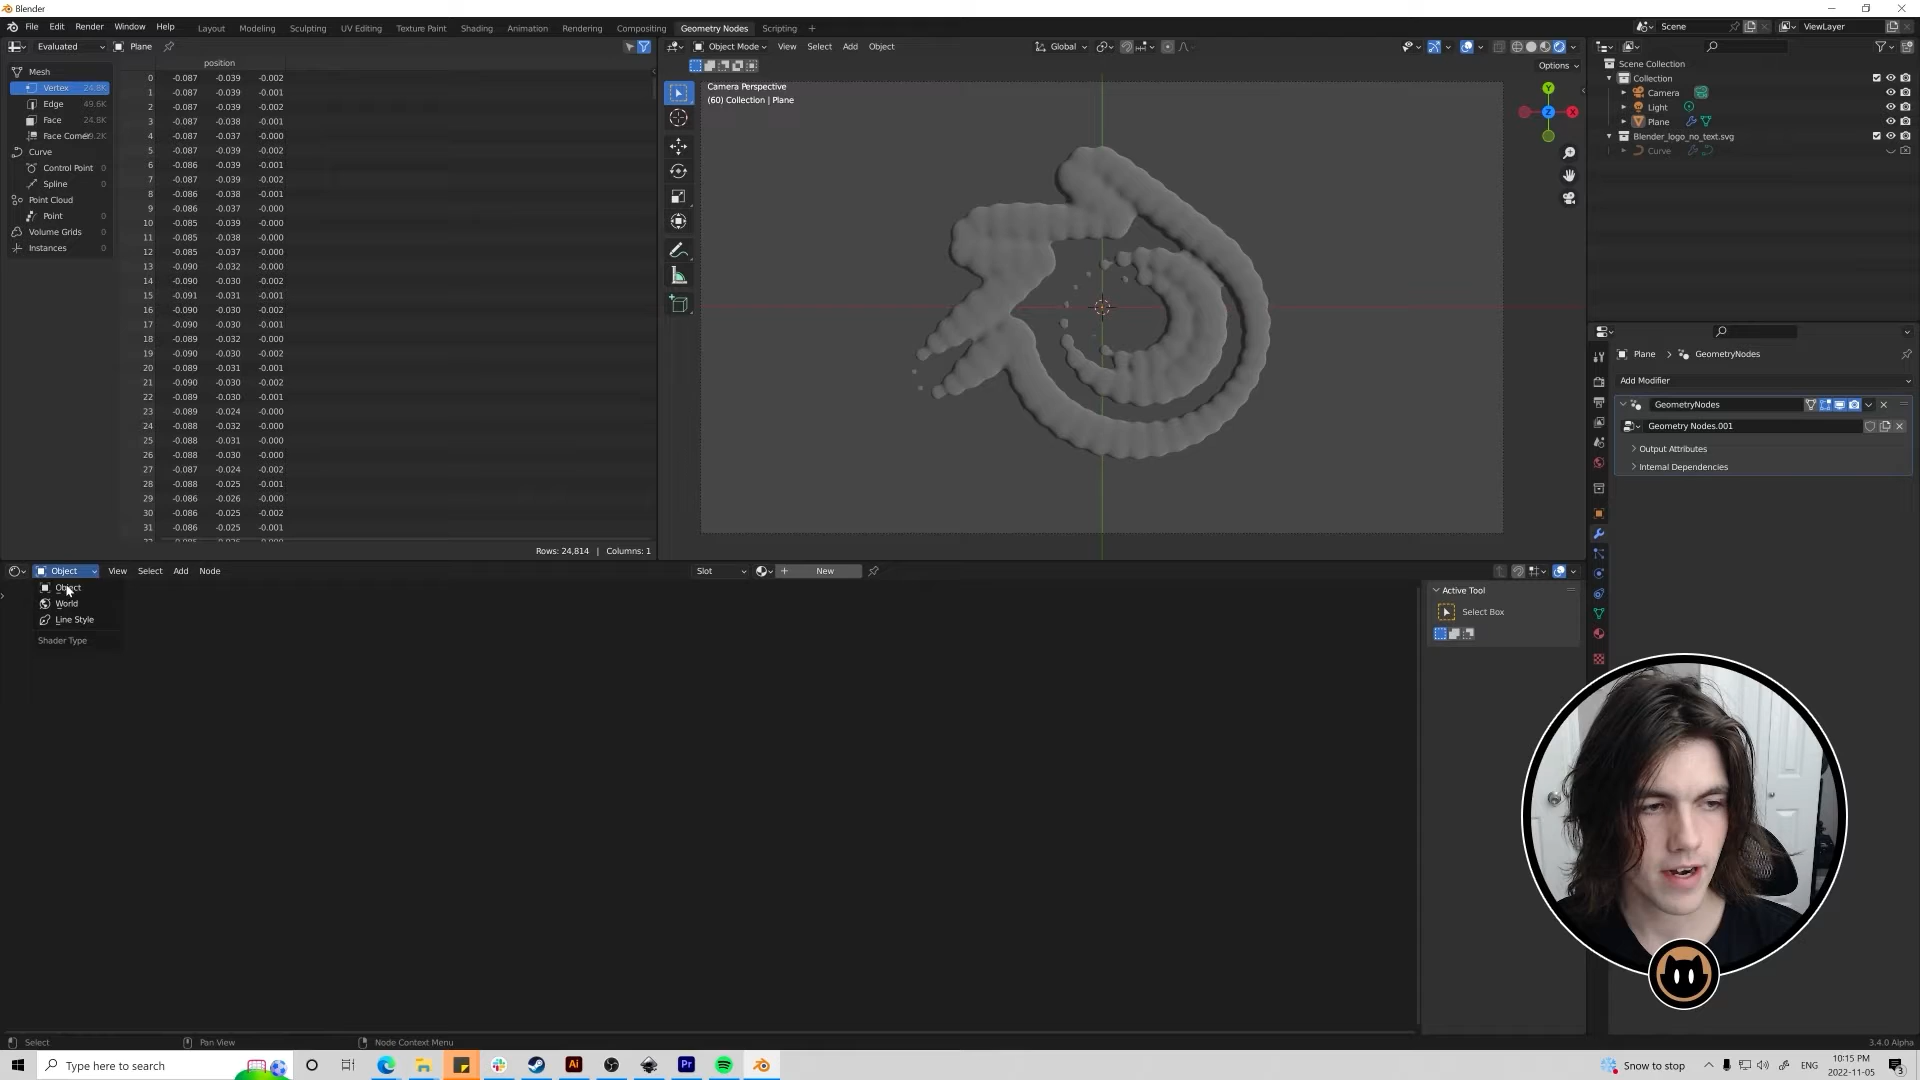 Blender
File Edit Render Window Help Layout Modeling Sculpting UV Editing Texture Paint Shading Animation Rendering Compositing Geometry Nodes Scripting + Scene ViewLayer
Evaluated Plane Object Mode View Select Add Object Global
Options
position
0 -0.087 -0.039 -0.002
1 -0.087 -0.039 -0.001
2 -0.087 -0.039 -0.002
3 -0.087 -0.038 -0.001
4 -0.087 -0.037 -0.000
5 -0.087 -0.039 -0.002
6 -0.086 -0.039 -0.001
7 -0.087 -0.039 -0.002
8 -0.086 -0.038 -0.001
9 -0.086 -0.037 -0.000
10 -0.085 -0.039 -0.000
11 -0.085 -0.038 -0.000
12 -0.085 -0.037 -0.000
13 -0.090 -0.032 -0.000
14 -0.090 -0.030 -0.002
15 -0.091 -0.031 -0.001
16 -0.090 -0.030 -0.002
17 -0.090 -0.030 -0.001
18 -0.089 -0.032 -0.000
19 -0.090 -0.030 -0.002
20 -0.089 -0.031 -0.001
21 -0.090 -0.030 -0.002
22 -0.089 -0.030 -0.001
23 -0.089 -0.024 -0.000
24 -0.088 -0.032 -0.000
25 -0.088 -0.031 -0.000
26 -0.088 -0.030 -0.000
27 -0.087 -0.024 -0.002
28 -0.088 -0.025 -0.001
29 -0.086 -0.026 -0.000
30 -0.086 -0.025 -0.002
31 -0.086 -0.025 -0.001
Mesh
Vertex 24.8K
Edge 49.6K
Face 24.8K
Face Corner
Curve
Control Point 0
Spline 0
Point Cloud
Point 0
Volume Grids 0
Instances 0
Rows: 24,814 | Columns: 1
Camera Perspective
(60) Collection | Plane
Y
Z
X
Scene Collection
Collection
Camera
Light
Plane
Blender_logo_no_text.svg
Curve
Plane > GeometryNodes
Add Modifier
GeometryNodes
Geometry Nodes.001
Output Attributes
Internal Dependencies
Object View Select Add Node Slot + New
Object
World
Line Style
Shader Type
Active Tool
Select Box
Select Pan View Node Context Menu 3.4.0 Alpha
Type here to search
Ai
Pr
Snow to stop
ENG
10:15 PM
2022-11-05
3